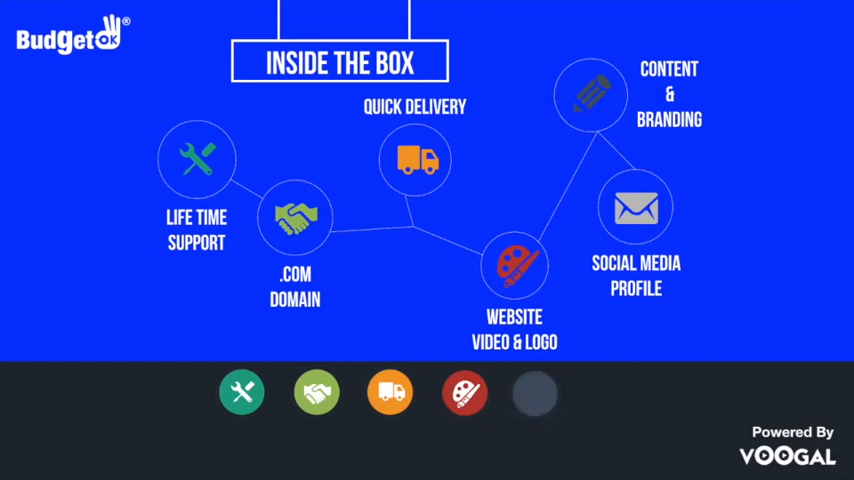 BudgetOK®
INSIDE THE BOX
QUICK DELIVERY
CONTENT
&
BRANDING
LIFE TIME
SUPPORT
.COM
DOMAIN
WEBSITE
VIDEO & LOGO
SOCIAL MEDIA
PROFILE
Powered By
VOOGAL